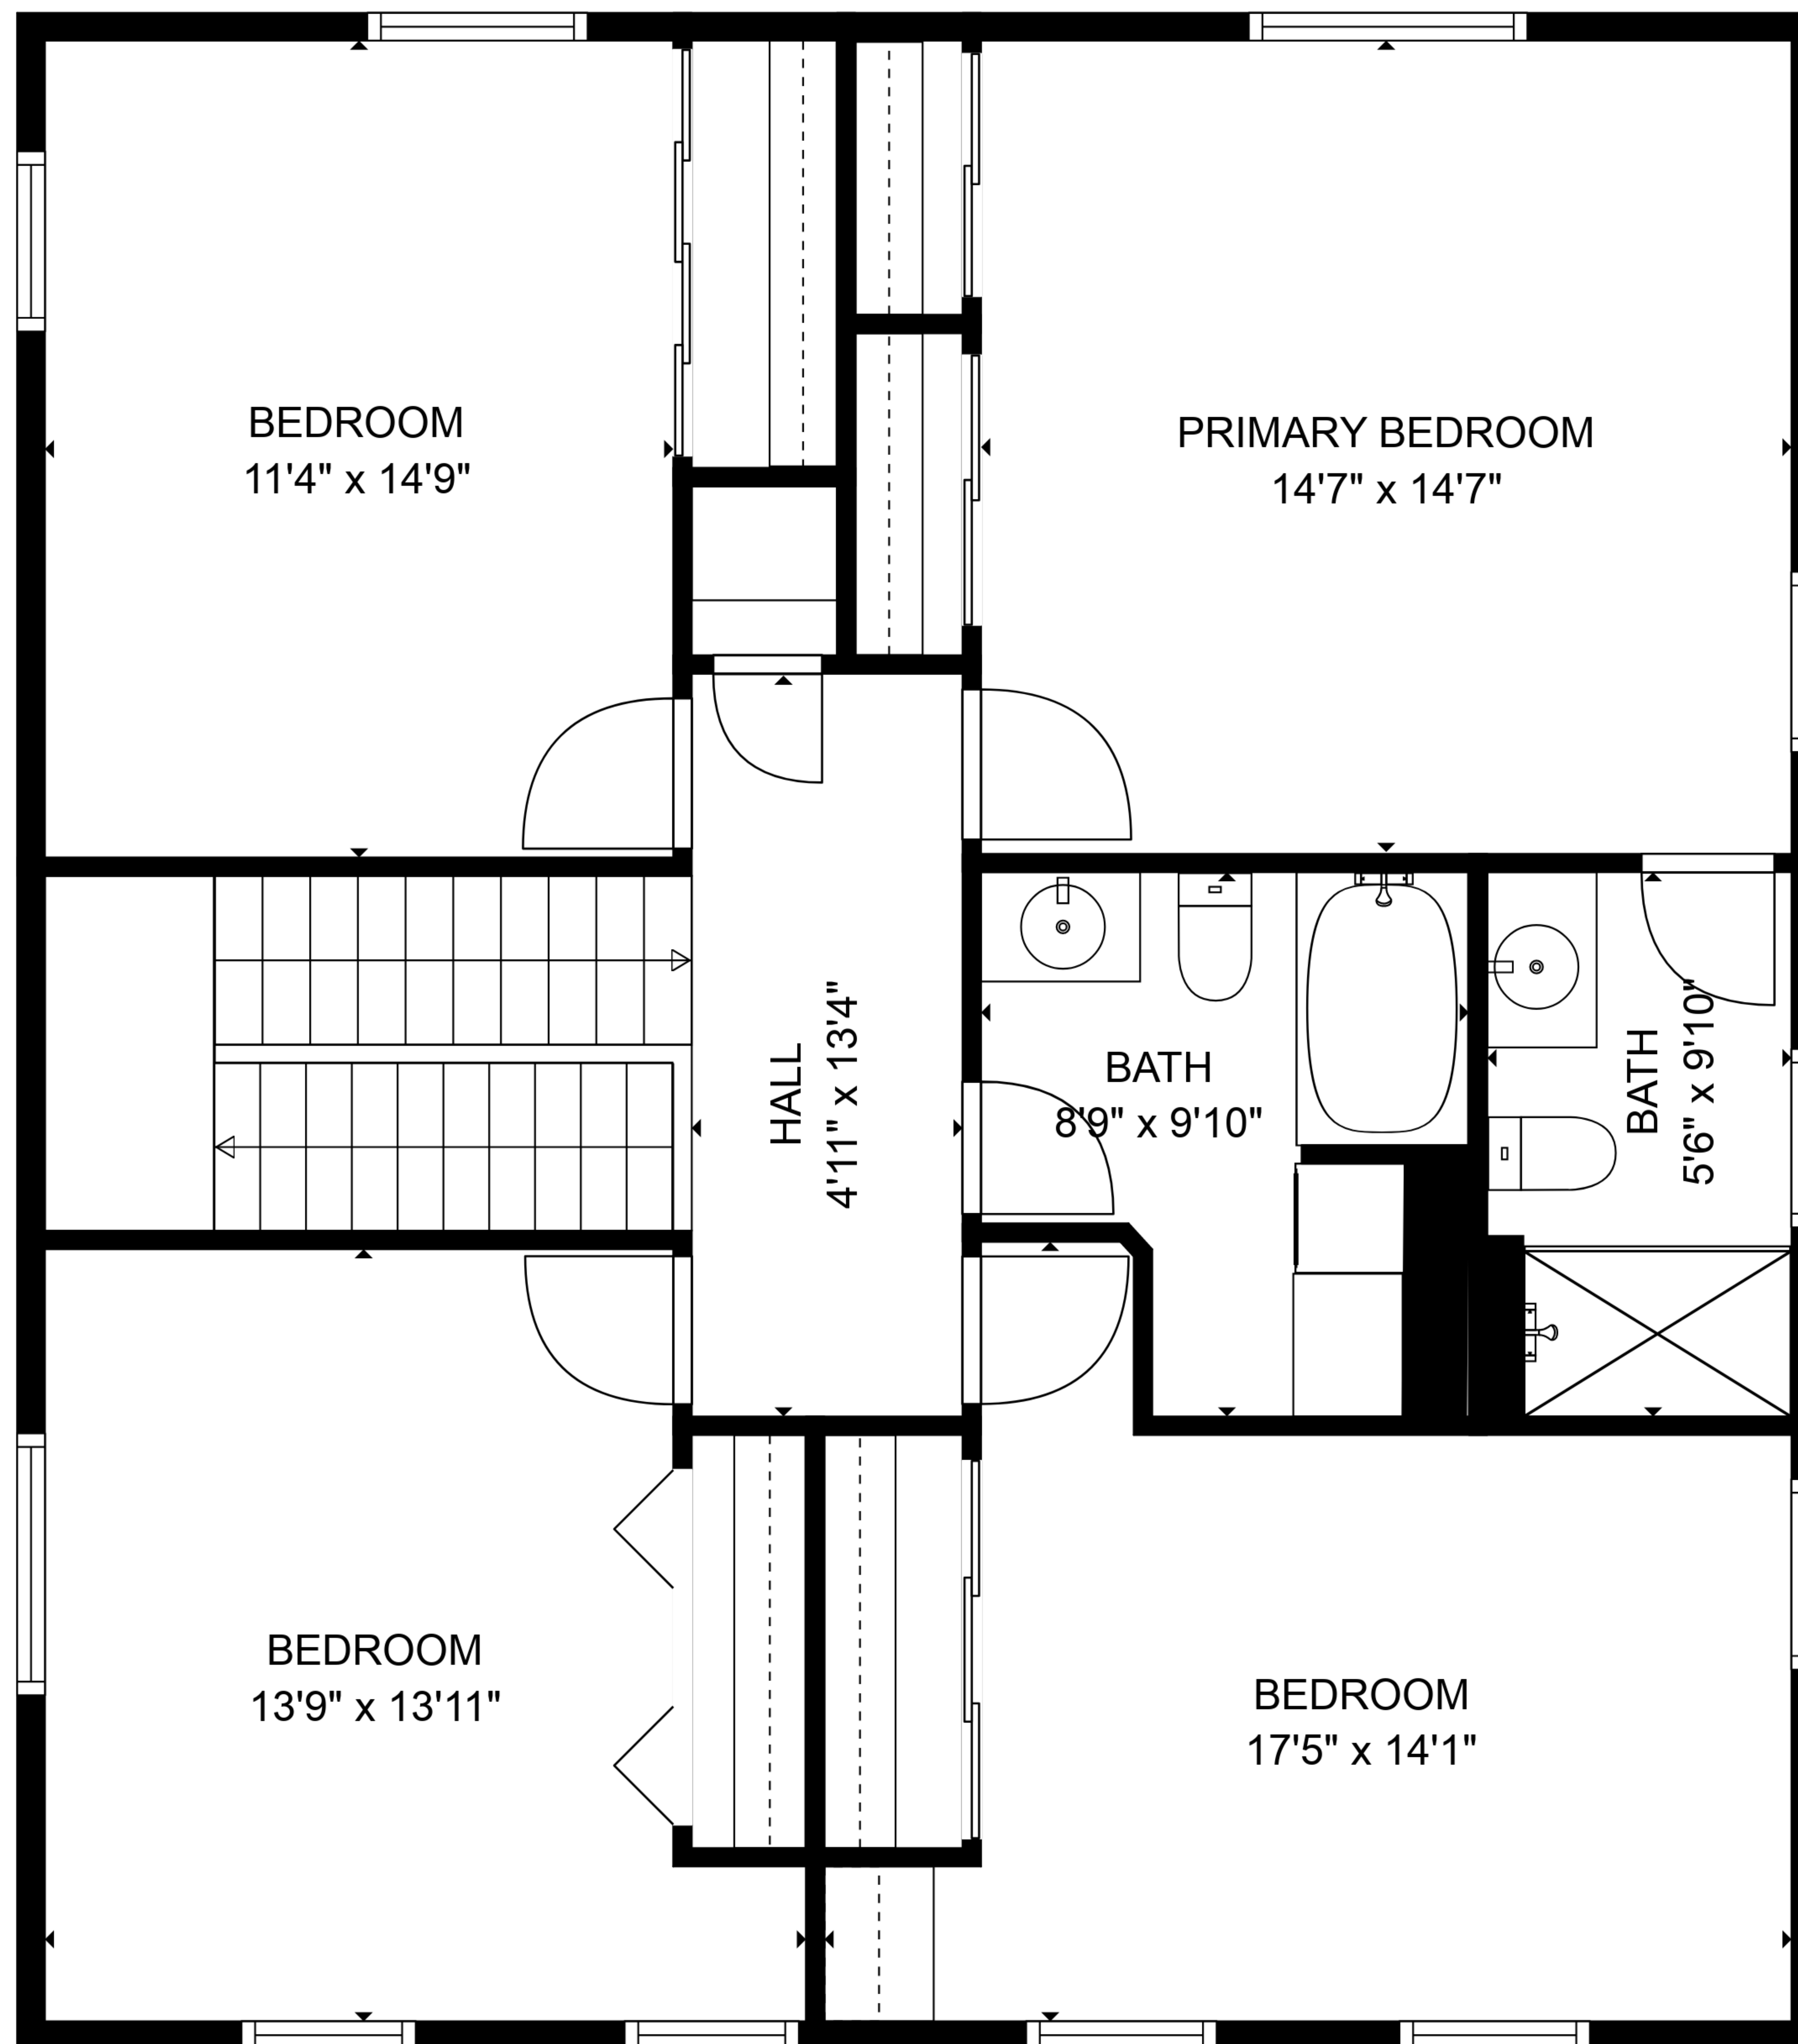 BEDROOM
11'4" x 14'9"
PRIMARY BEDROOM
14'7" x 14'7"
HALL
4'11" x 13'4"
BATH
8'9" x 9'10"
BATH
5'6" x 9'10"
BEDROOM
13'9" x 13'11"
BEDROOM
17'5" x 14'1"